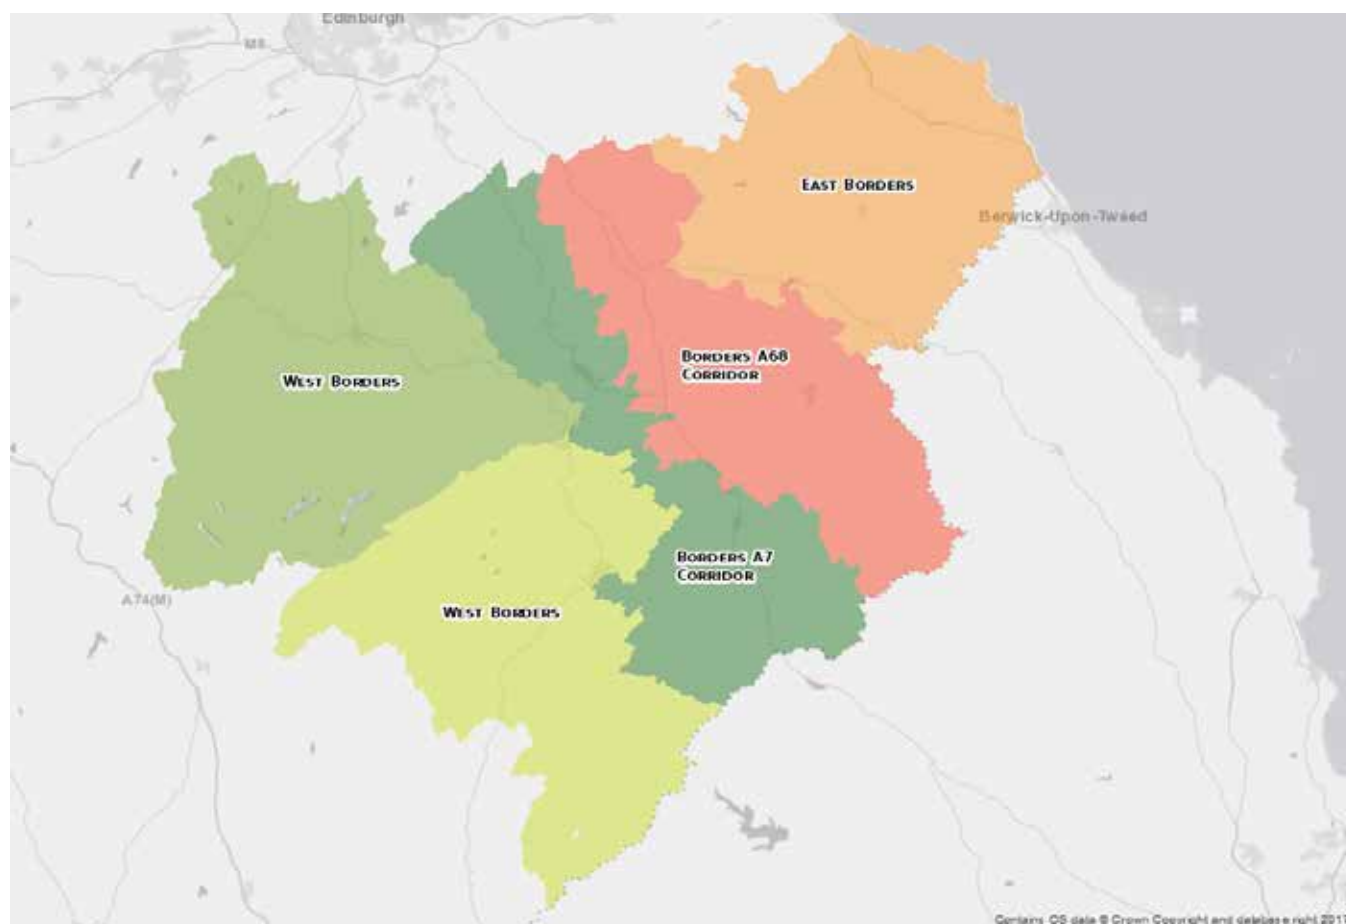 Edinburgh
M8
EAST BORDERS
Berwick-Upon-Tweed
BORDERS A68
CORRIDOR
WEST BORDERS
BORDERS A7
CORRIDOR
A74(M)
WEST BORDERS
Contains OS data © Crown Copyright and database right 2017